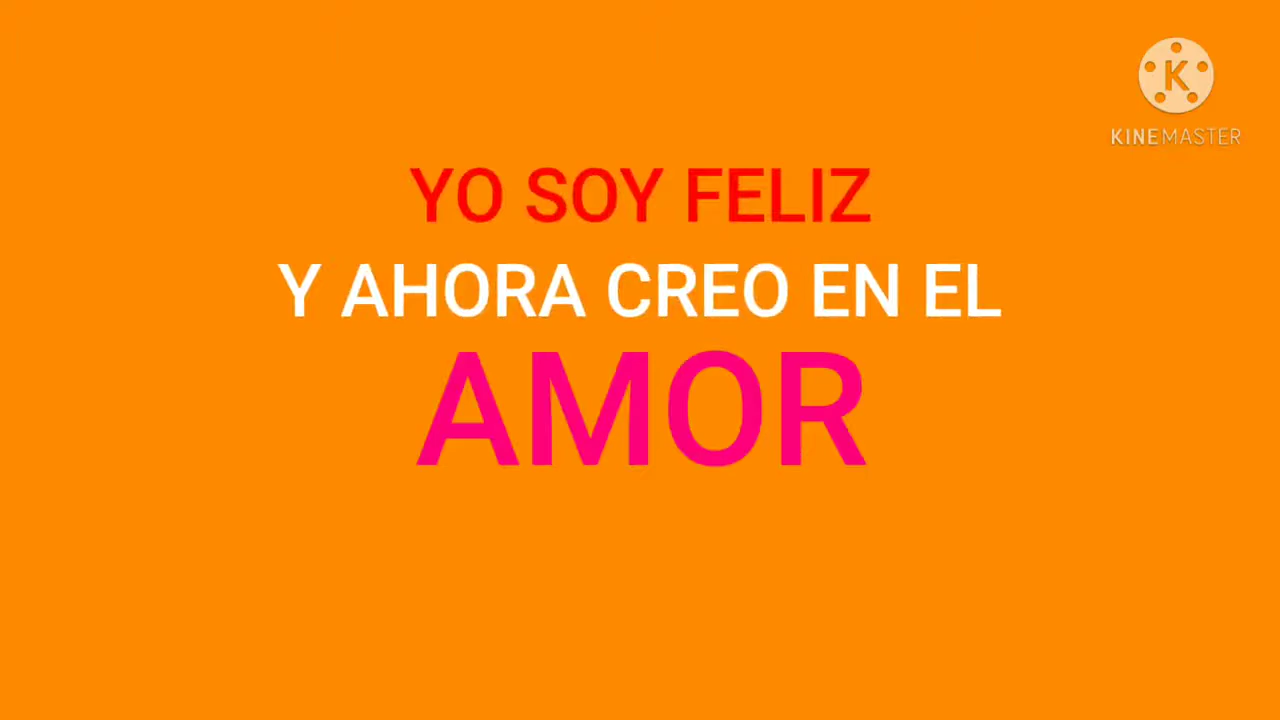 K
KINEMASTER
YO SOY FELIZ
Y AHORA CREO EN EL
AMOR